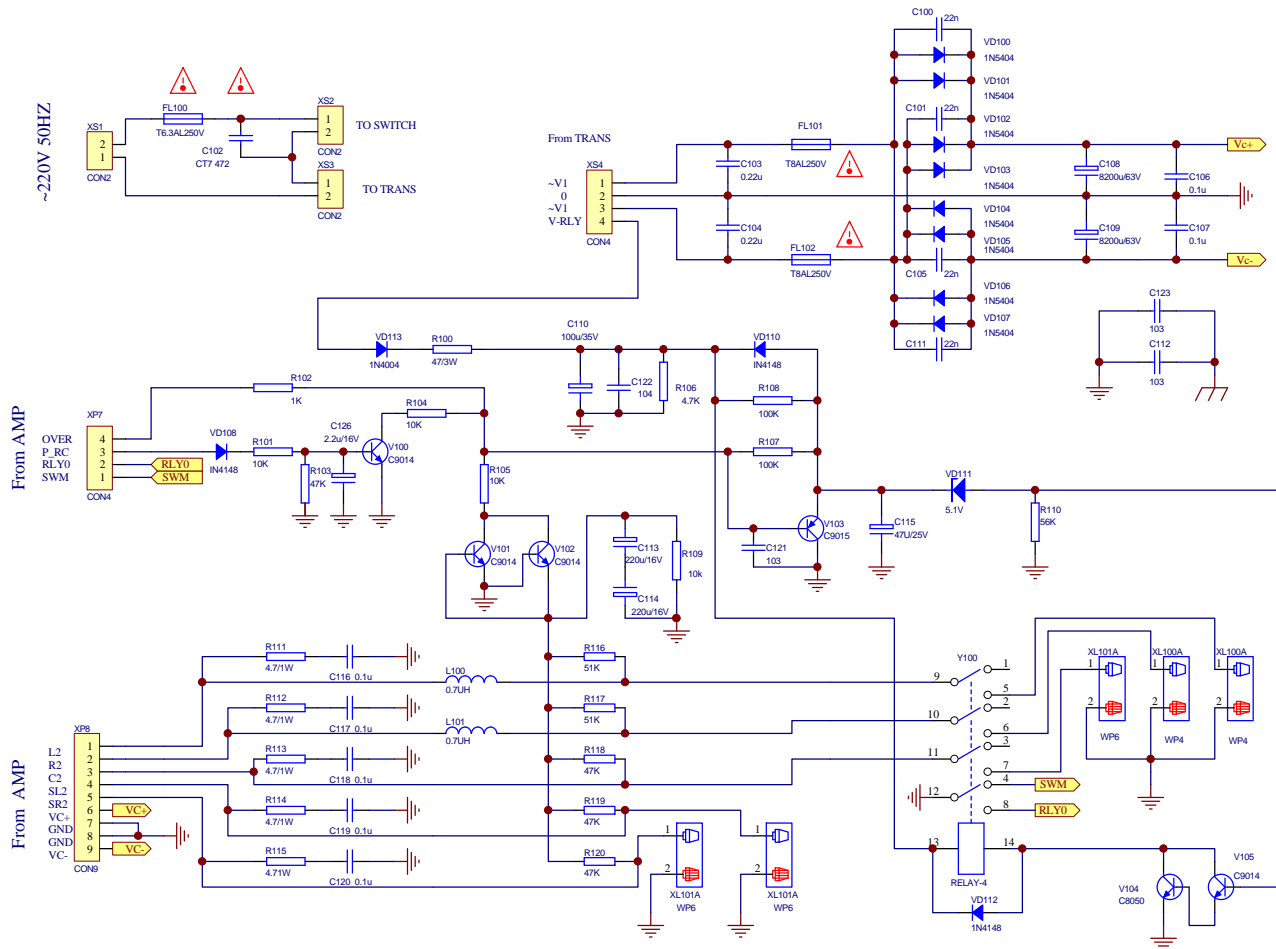 ~220V 50HZ
XS1
2
1
CON2
FL100
T6.3AL250V
C102
CT7 472
XS2
1
2
CON2
TO SWITCH
XS3
1
2
CON2
TO TRANS
From TRANS
XS4
~V1
0
~V1
V-RLY
1
2
3
4
CON4
C103
0.22u
C104
0.22u
FL101
T8AL250V
FL102
T8AL250V
C100
22n
VD100
1N5404
VD101
1N5404
C101
22n
VD102
1N5404
VD103
1N5404
VD104
1N5404
VD105
1N5404
C105
22n
VD106
1N5404
VD107
1N5404
C111
22n
C108
8200u/63V
C106
0.1u
C109
8200u/63V
C107
0.1u
Vc+
Vc-
C123
103
C112
103
VD113
1N4004
R100
47/3W
C110
100u/35V
C122
104
R106
4.7K
VD110
IN4148
R108
100K
R107
100K
From AMP
XP7
OVER
P_RC
RLY0
SWM
4
3
2
1
CON4
RLY0
SWM
R102
1K
VD108
IN4148
R101
10K
R103
47K
C126
2.2u/16V
R104
10K
V100
C9014
R105
10K
V101
C9014
V102
C9014
C113
220u/16V
C114
220u/16V
R109
10k
C121
103
V103
C9015
C115
47U/25V
VD111
5.1V
R110
56K
From AMP
XP8
L2
R2
C2
SL2
SR2
VC+
GND
GND
VC-
1
2
3
4
5
6
7
8
9
CON9
VC+
VC-
R111
4.7/1W
C116 0.1u
R112
4.7/1W
C117 0.1u
R113
4.7/1W
C118 0.1u
R114
4.7/1W
C119 0.1u
R115
4.71W
C120 0.1u
L100
0.7UH
L101
0.7UH
R116
51K
R117
51K
R118
47K
R119
47K
R120
47K
1
2
XL101A
WP6
1
2
XL101A
WP6
Y100
9
10
11
12
1
5
2
6
3
7
4
8
13
14
RELAY-4
SWM
RLY0
VD112
1N4148
XL101A
1
2
WP6
XL100A
1
2
WP4
XL100A
1
2
WP4
V104
C8050
V105
C9014